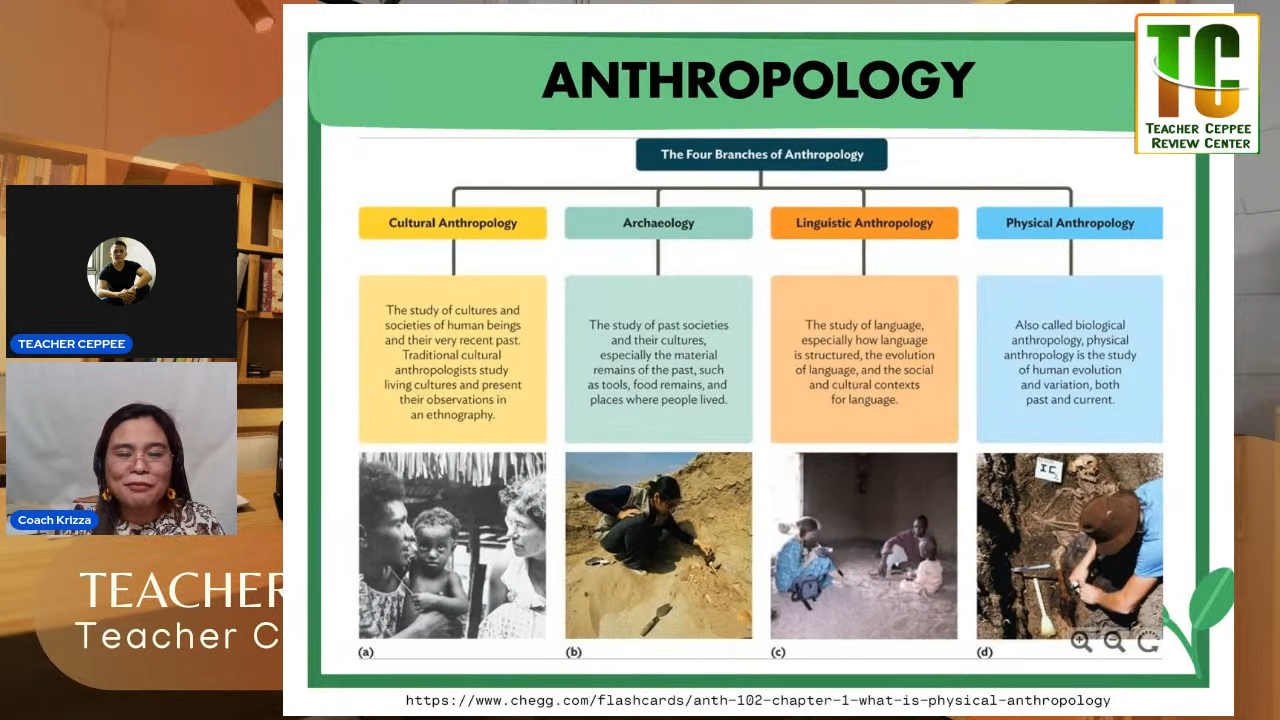 ANTHROPOLOGY
TC
TEACHER CEPPEE
REVIEW CENTER
The Four Branches of Anthropology
Cultural Anthropology
Archaeology
Linguistic Anthropology
Physical Anthropology
The study of cultures and
societies of human beings
and their very recent past.
Traditional cultural
anthropologists study
living cultures and present
their observations in
an ethnography.
The study of past societies
and their cultures,
especially the material
remains of the past, such
as tools, food remains, and
places where people lived.
The study of language,
especially how language
is structured, the evolution
of language, and the social
and cultural contexts
for language.
Also called biological
anthropology, physical
anthropology is the study
of human evolution
and variation, both
past and current.
IC
(a)
(b)
(c)
(d)
https://www.chegg.com/flashcards/anth-102-chapter-1-what-is-physical-anthropology
TEACHER CEPPEE
Coach Krizza
TEACHER
Teacher C